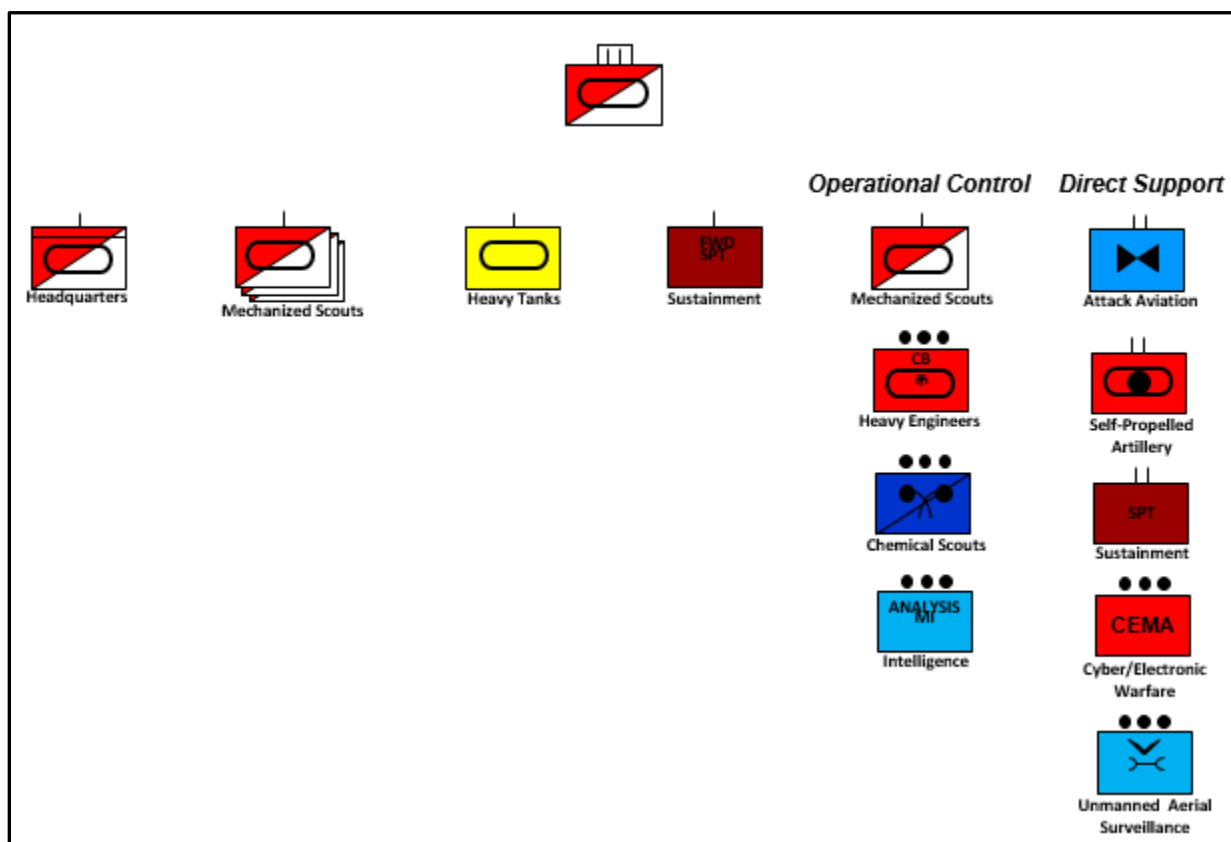 Operational Control
Direct Support
Headquarters
Mechanized Scouts
Heavy Tanks
FWD
SPT
Sustainment
Mechanized Scouts
Attack Aviation
CB
Heavy Engineers
Self-Propelled
Artillery
Chemical Scouts
SPT
Sustainment
ANALYSIS
MI
Intelligence
CEMA
Cyber/Electronic
Warfare
Unmanned Aerial
Surveillance